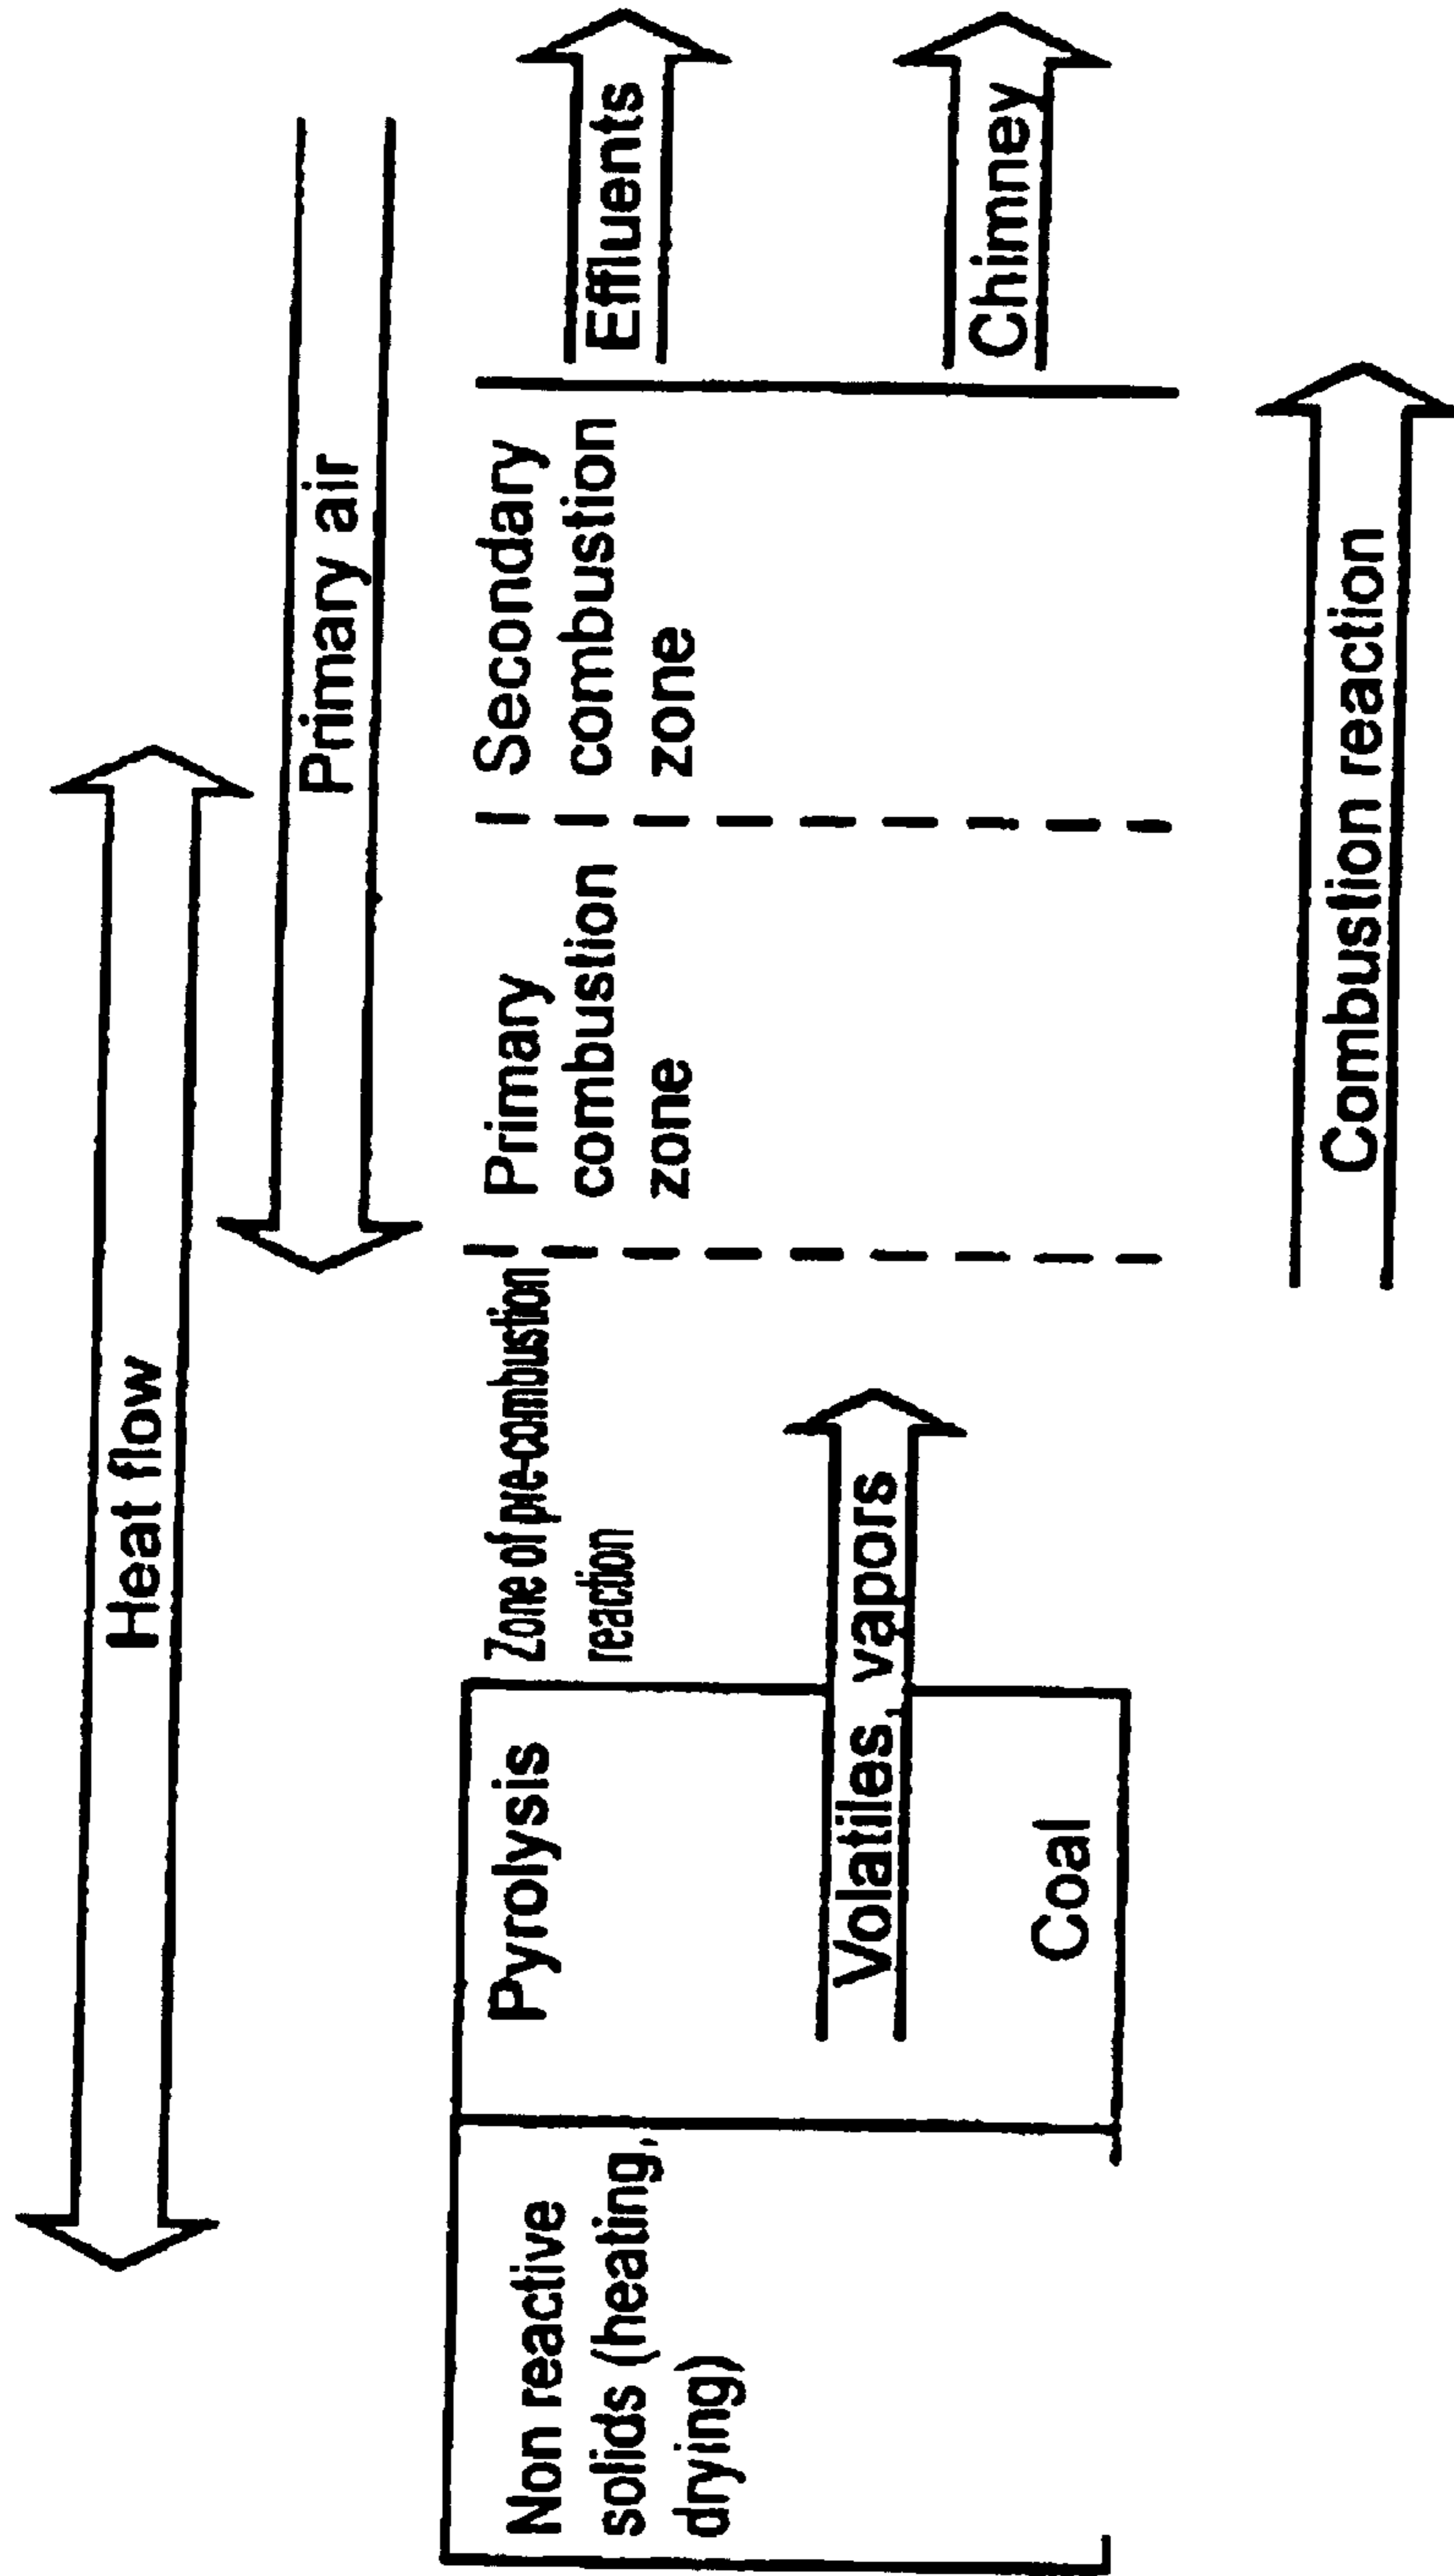 Heat flow
Primary air
Non reactive
solids (heating,
drying)
Pyrolysis
Volatiles, vapors
Coal
Zone of pre-combustion
reaction
Primary
combustion
zone
Secondary
combustion
zone
Effluents
Chimney
Combustion reaction